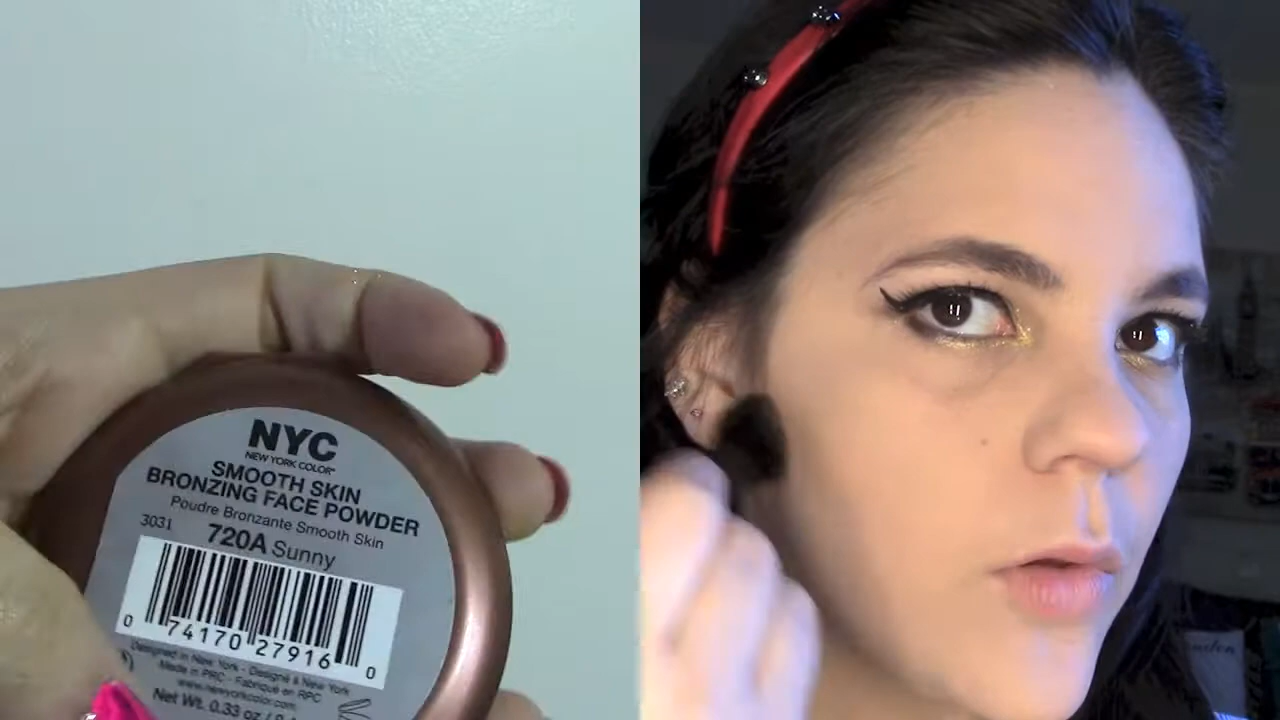 NYC
NEW YORK COLOR
SMOOTH SKIN
BRONZING FACE POWDER
Poudre Bronzante Smooth Skin
3031
720A Sunny
0 74170 27916 0
Designed in New York - Designé à New York
Made in PRC - Fabriqué en RPC
www.newyorkcolor.com
Net Wt. 0.33 oz